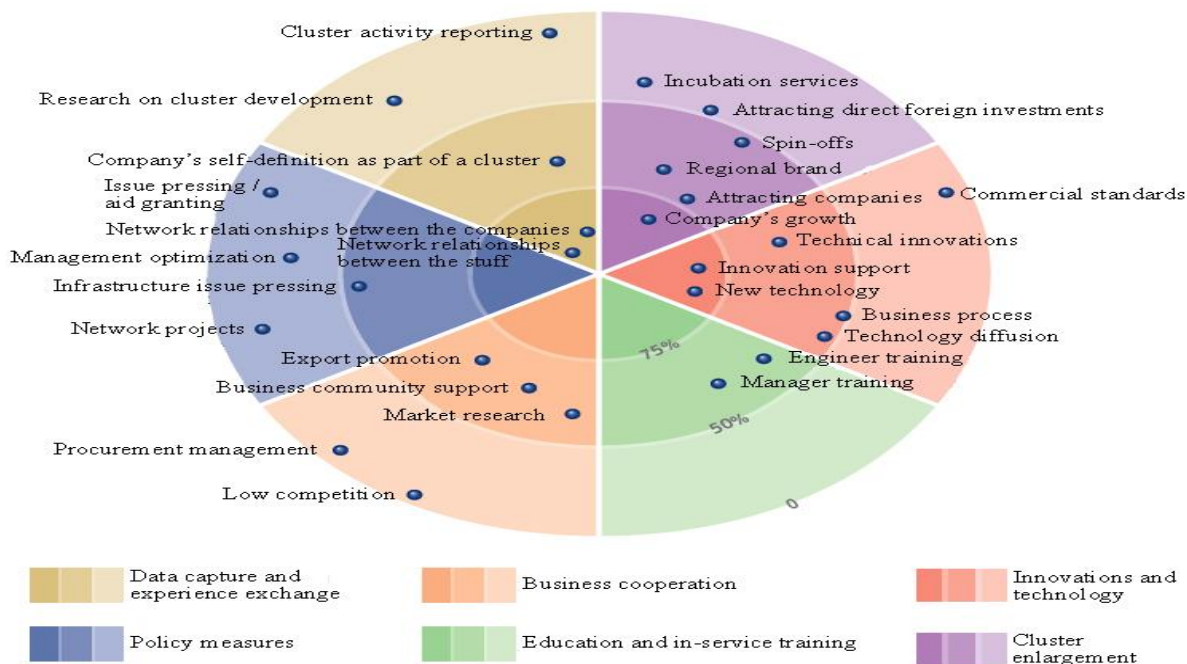 Cluster activity reporting
Incubation services
Research on cluster development
Attracting direct foreign investments
Spin-offs
Company's self-definition as part of a cluster
Regional brand
Issue pressing /
aid granting
Attracting companies
Commercial standards
Company's growth
Network relationships between the companies
Network relationships
between the stuff
Technical innovations
Management optimization
Innovation support
Infrastructure issue pressing
New technology
Business process
Network projects
Technology diffusion
75%
Export promotion
Engineer training
Business community support
Manager training
Market research
50%
Procurement management
Low competition
0
Data capture and
experience exchange
Business cooperation
Innovations and
technology
Policy measures
Education and in-service training
Cluster
enlargement